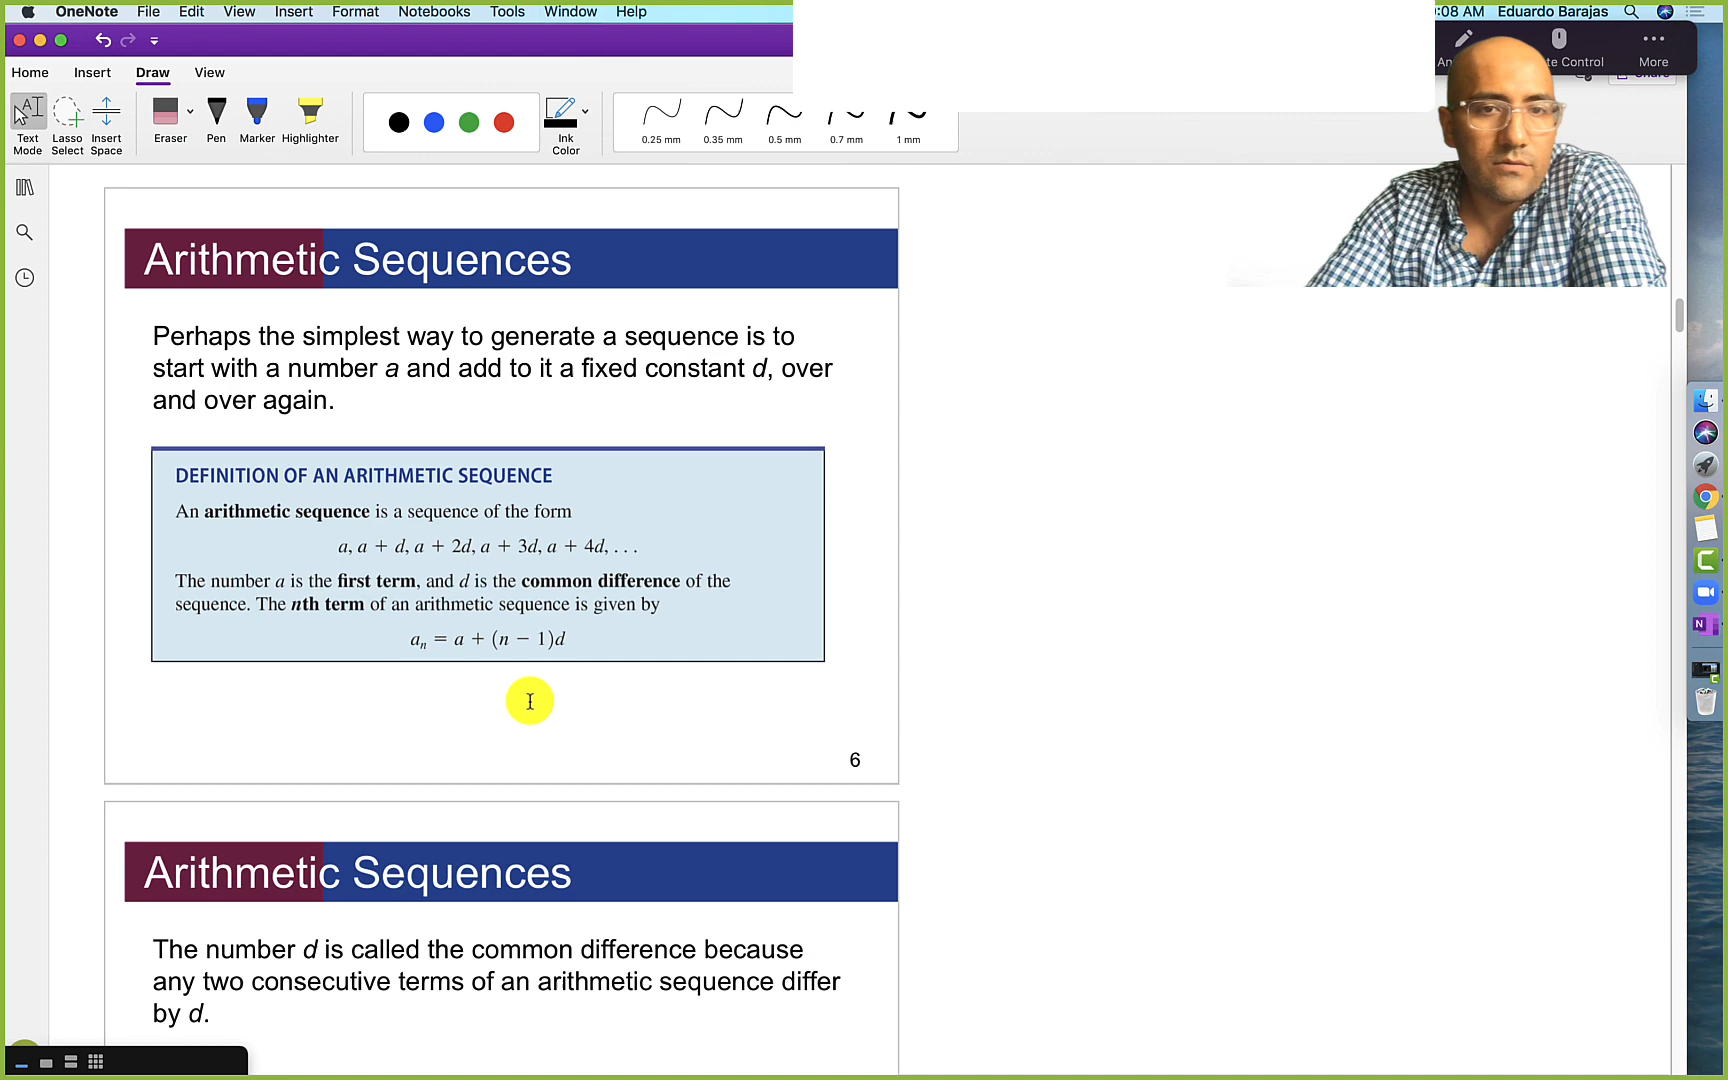 OneNote File Edit View Insert Format Notebooks Tools Window Help
:08 AM Eduardo Barajas
Home Insert Draw View
te Control More
Share
Text Mode
Lasso Select
Insert Space
Eraser
Pen
Marker
Highlighter
Ink Color
0.25 mm 0.35 mm 0.5 mm 0.7 mm 1 mm
Arithmetic Sequences
Perhaps the simplest way to generate a sequence is to
start with a number a and add to it a fixed constant d, over
and over again.
DEFINITION OF AN ARITHMETIC SEQUENCE
An arithmetic sequence is a sequence of the form
a, a + d, a + 2d, a + 3d, a + 4d, . . .
The number a is the first term, and d is the common difference of the
sequence. The nth term of an arithmetic sequence is given by
aₙ = a + (n − 1)d
6
Arithmetic Sequences
The number d is called the common difference because
any two consecutive terms of an arithmetic sequence differ
by d.